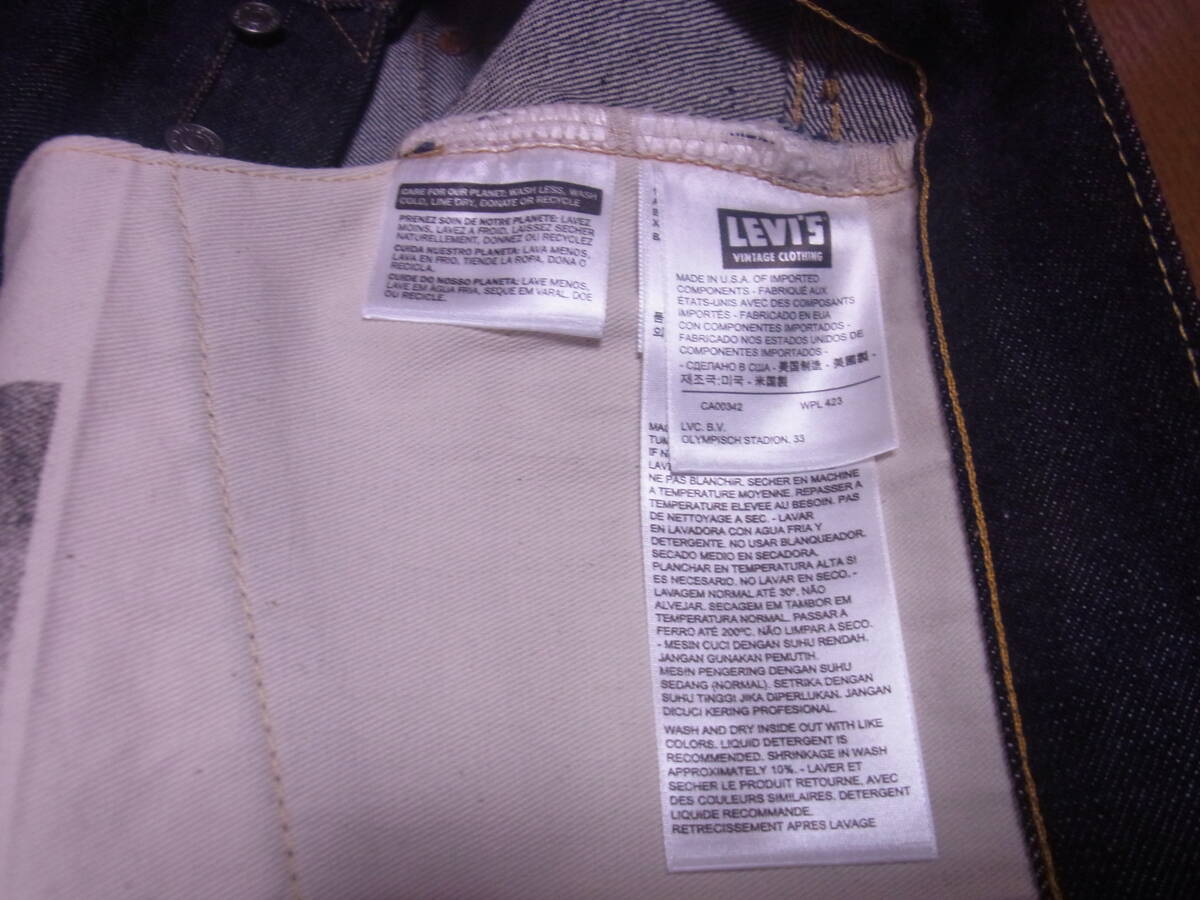 CARE FOR OUR PLANET: WASH LESS, WASH
COLD, LINE DRY, DONATE OR RECYCLE
PRENEZ SOIN DE NOTRE PLANETE: LAVEZ
MOINS, LAVEZ A FROID, LAISSEZ SECHER
NATURELLEMENT, DONNEZ OU RECYCLEZ
CUIDA NUESTRO PLANETA: LAVA MENOS,
LAVA EN FRIO, TIENDE LA ROPA, DONA O
RECICLA.
CUIDE DO NOSSO PLANETA: LAVE MENOS,
LAVE EM AGUA FRIA, SEQUE EM VARAL, DOE
OU RECICLE.
LEVI'S
VINTAGE CLOTHING
MADE IN U.S.A. OF IMPORTED
COMPONENTS - FABRIQUÉ AUX
ÉTATS-UNIS AVEC DES COMPOSANTS
IMPORTÉS - FABRICADO EN EUA
CON COMPONENTES IMPORTADOS -
FABRICADO NOS ESTADOS UNIDOS DE
COMPONENTES IMPORTADOS -
- СДЕЛАНО В США - 美国制造 - 美國製 -
재조국:미국 - 米国製
CA00342 WPL 423
LVC. B.V.
OLYMPISCH STADION. 33
MAC
TUM
IF N
LAV
NE PAS BLANCHIR. SECHER EN MACHINE
A TEMPERATURE MOYENNE. REPASSER A
TEMPERATURE ELEVEE AU BESOIN. PAS
DE NETTOYAGE A SEC. - LAVAR
EN LAVADORA CON AGUA FRIA Y
DETERGENTE. NO USAR BLANQUEADOR.
SECADO MEDIO EN SECADORA.
PLANCHAR EN TEMPERATURA ALTA SI
ES NECESARIO. NO LAVAR EN SECO. -
LAVAGEM NORMAL ATÉ 30º. NÃO
ALVEJAR. SECAGEM EM TAMBOR EM
TEMPERATURA NORMAL. PASSAR A
FERRO ATÉ 200ºC. NÃO LIMPAR A SECO.
- MESIN CUCI DENGAN SUHU RENDAH.
JANGAN GUNAKAN PEMUTIH.
MESIN PENGERING DENGAN SUHU
SEDANG (NORMAL). SETRIKA DENGAN
SUHU TINGGI JIKA DIPERLUKAN. JANGAN
DICUCI KERING PROFESIONAL.
WASH AND DRY INSIDE OUT WITH LIKE
COLORS. LIQUID DETERGENT IS
RECOMMENDED. SHRINKAGE IN WASH
APPROXIMATELY 10%. - LAVER ET
SECHER LE PRODUIT RETOURNE, AVEC
DES COULEURS SIMILAIRES. DETERGENT
LIQUIDE RECOMMANDE.
RETRECISSEMENT APRES LAVAGE